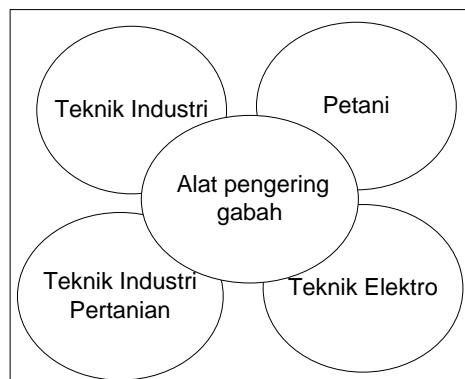 Teknik Industri
Petani
Alat pengering
gabah
Teknik Industri
Pertanian
Teknik Elektro